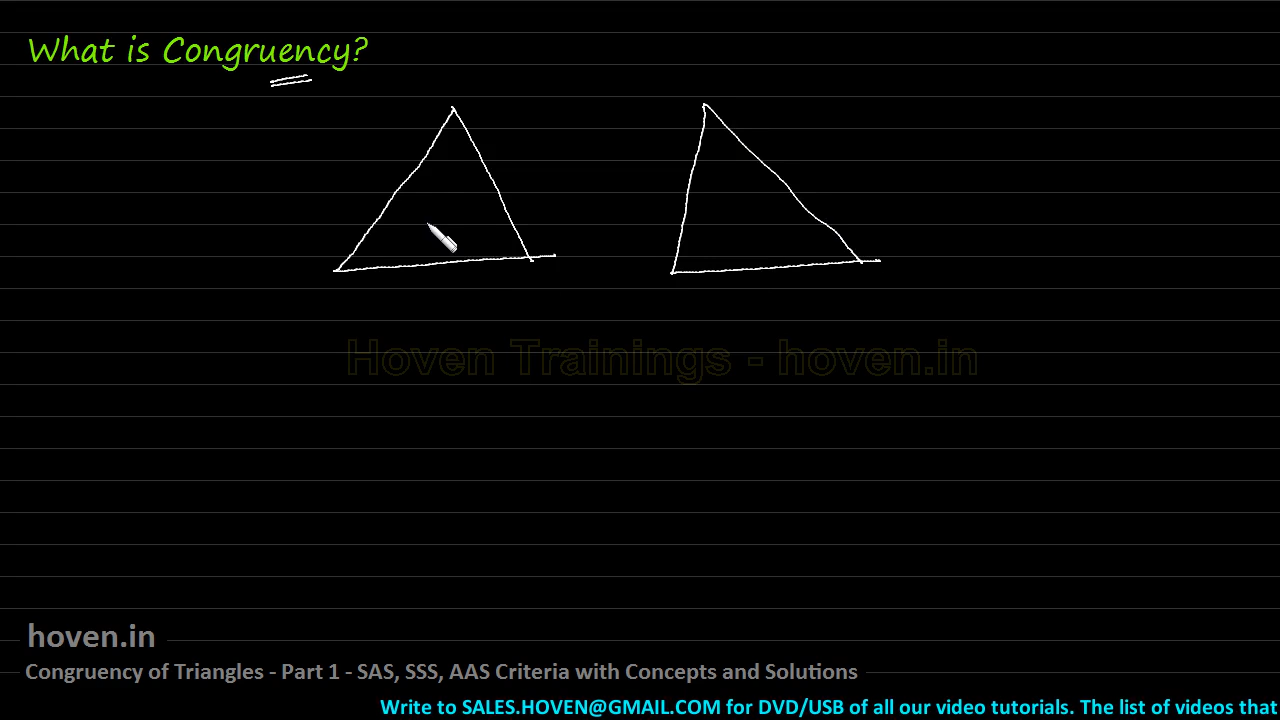 What is Congruency?
Hoven Trainings - hoven.in
hoven.in
Congruency of Triangles - Part 1 - SAS, SSS, AAS Criteria with Concepts and Solutions
Write to SALES.HOVEN@GMAIL.COM for DVD/USB of all our video tutorials. The list of videos that